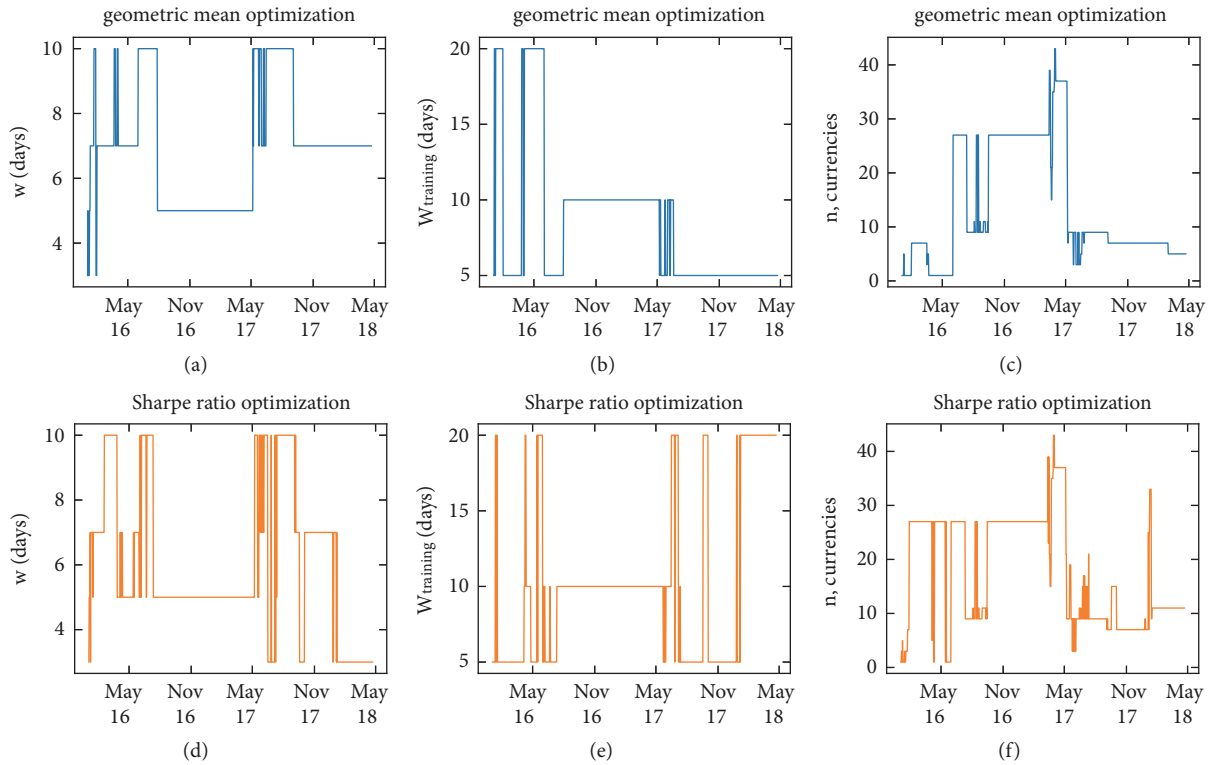 geometric mean optimization
10
8
6
4
w (days)
May 16
Nov 16
May 17
Nov 17
May 18
(a)
geometric mean optimization
20
15
10
5
Wtraining (days)
May 16
Nov 16
May 17
Nov 17
May 18
(b)
geometric mean optimization
40
30
20
10
0
n, currencies
May 16
Nov 16
May 17
Nov 17
May 18
(c)
Sharpe ratio optimization
10
8
6
4
w (days)
May 16
Nov 16
May 17
Nov 17
May 18
(d)
Sharpe ratio optimization
20
15
10
5
Wtraining (days)
May 16
Nov 16
May 17
Nov 17
May 18
(e)
Sharpe ratio optimization
40
30
20
10
0
n, currencies
May 16
Nov 16
May 17
Nov 17
May 18
(f)